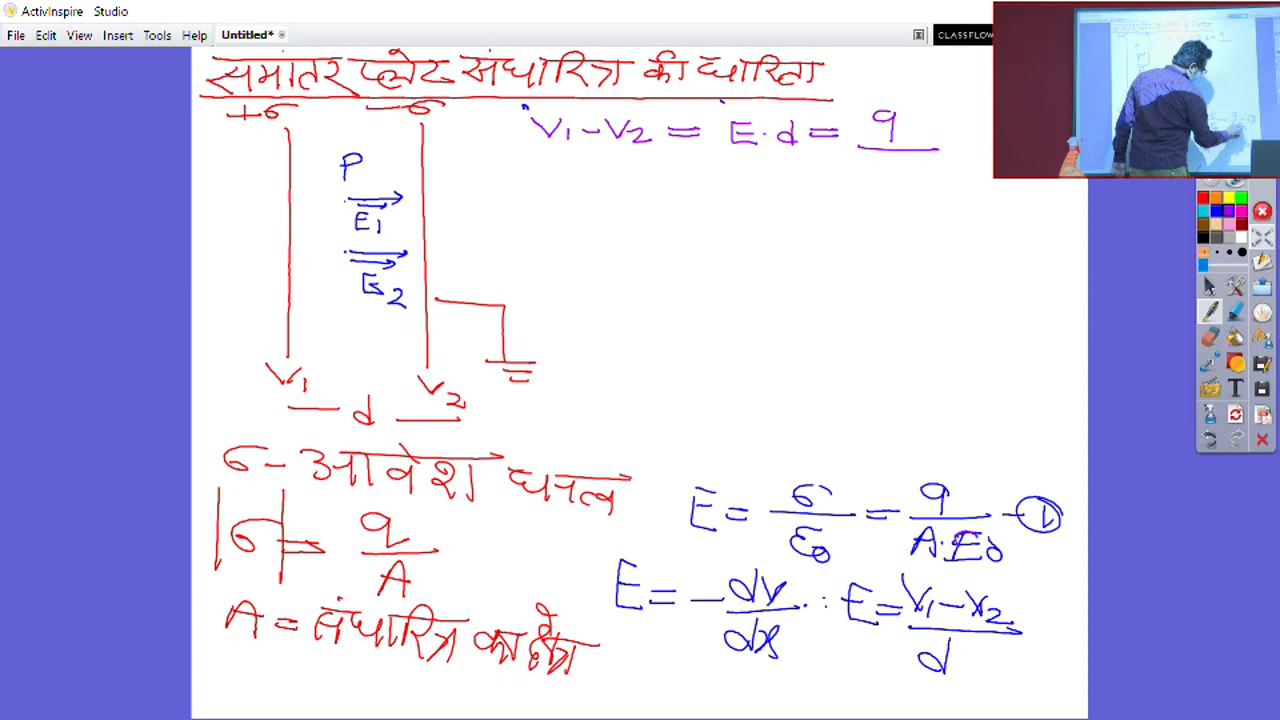 ActivInspire Studio
File Edit View Insert Tools Help Untitled* CLASSFLOW
समांतर प्लेट संधारित्र की धारिता
+σ -σ
V1-V2 = E·d = q
P
E1
E2
V1 V2
d
σ- आवेश घनत्व
σ = q/A
A = संधारित्र का क्षेत्र
E = σ/ε0 = q/A·E0 -①
E = -dv/dx ∴ E = V1-V2/d